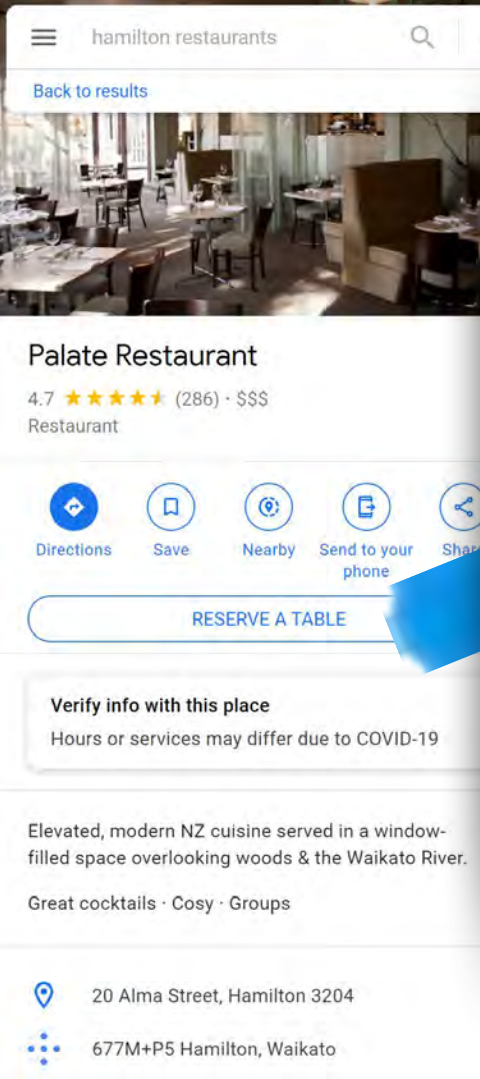 hamilton restaurants
Back to results
Palate Restaurant
4.7 (286) · $$$
Restaurant
Directions Save Nearby Send to your phone Shar
RESERVE A TABLE
Verify info with this place
Hours or services may differ due to COVID-19
Elevated, modern NZ cuisine served in a window-
filled space overlooking woods & the Waikato River.
Great cocktails · Cosy · Groups
20 Alma Street, Hamilton 3204
677M+P5 Hamilton, Waikato